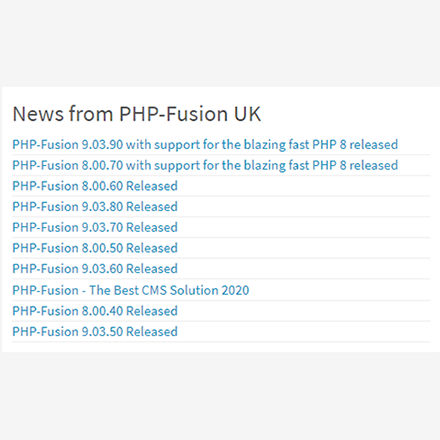 News from PHP-Fusion UK
PHP-Fusion 9.03.90 with support for the blazing fast PHP 8 released
PHP-Fusion 8.00.70 with support for the blazing fast PHP 8 released
PHP-Fusion 8.00.60 Released
PHP-Fusion 9.03.80 Released
PHP-Fusion 9.03.70 Released
PHP-Fusion 8.00.50 Released
PHP-Fusion 9.03.60 Released
PHP-Fusion - The Best CMS Solution 2020
PHP-Fusion 8.00.40 Released
PHP-Fusion 9.03.50 Released